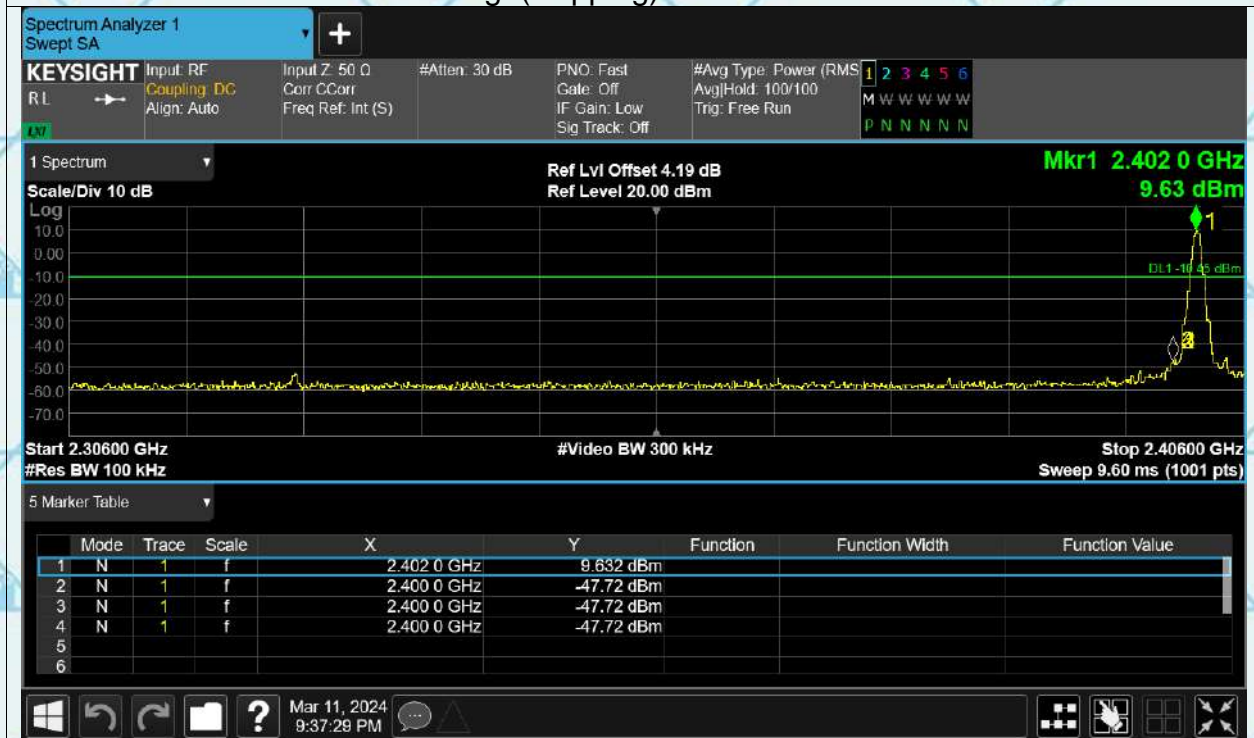 Spectrum Analyzer 1
Swept SA
+
KEYSIGHT Input: RF Input Z: 50 Ω #Atten: 30 dB PNO: Fast #Avg Type: Power (RMS 1 2 3 4 5 6
RL Coupling: DC Corr CCorr Gate: Off Avg|Hold: 100/100 M W W W W W
Align: Auto Freq Ref: Int (S) IF Gain: Low Trig: Free Run
LXI Sig Track: Off P N N N N N
1 Spectrum Ref Lvl Offset 4.19 dB Mkr1 2.402 0 GHz
Scale/Div 10 dB Ref Level 20.00 dBm 9.63 dBm
Log
1
10.0
0.00
DL1 -10.45 dBm
-10.0
-20.0
-30.0
-40.0
-50.0
-60.0
-70.0
Start 2.30600 GHz #Video BW 300 kHz Stop 2.40600 GHz
#Res BW 100 kHz Sweep 9.60 ms (1001 pts)
5 Marker Table
Mode Trace Scale X Y Function Function Width Function Value
1 N 1 f 2.402 0 GHz 9.632 dBm
2 N 1 f 2.400 0 GHz -47.72 dBm
3 N 1 f 2.400 0 GHz -47.72 dBm
4 N 1 f 2.400 0 GHz -47.72 dBm
5
6
? Mar 11, 2024
9:37:29 PM